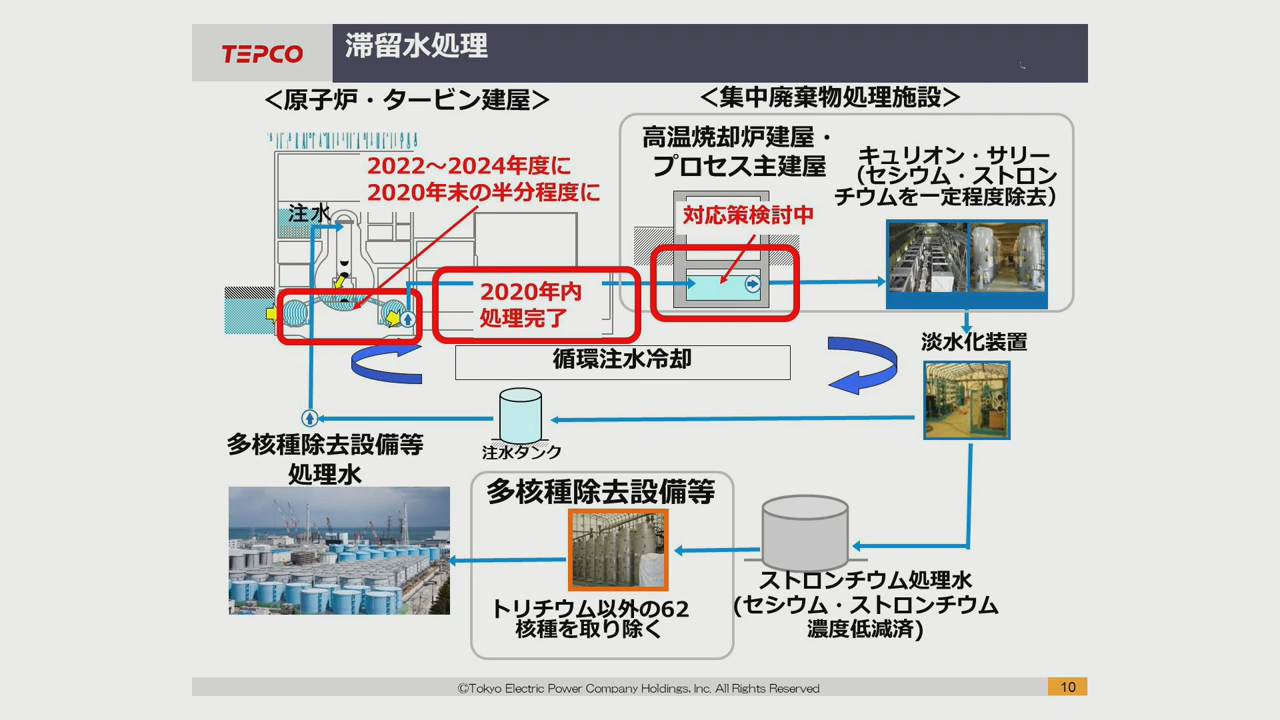 TEPCO
滞留水処理
＜原子炉・タービン建屋＞
＜集中廃棄物処理施設＞
2022～2024年度に
2020年末の半分程度に
注水
2020年内
処理完了
高温焼却炉建屋・
プロセス主建屋
対応策検討中
キュリオン・サリー
（セシウム・ストロン
チウムを一定程度除去）
循環注水冷却
淡水化装置
注水タンク
多核種除去設備等
処理水
多核種除去設備等
トリチウム以外の62
核種を取り除く
ストロンチウム処理水
(セシウム・ストロンチウム
濃度低減済)
©Tokyo Electric Power Company Holdings, Inc. All Rights Reserved
10